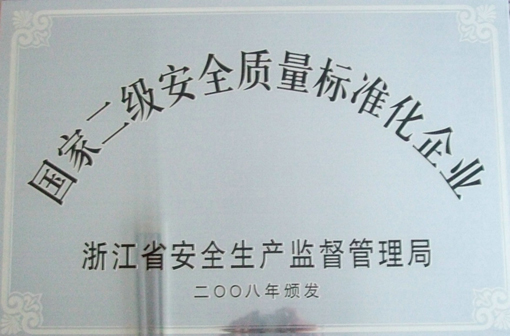 国家二级安全质量标准化企业
浙江省安全生产监督管理局
二〇〇八年颁发